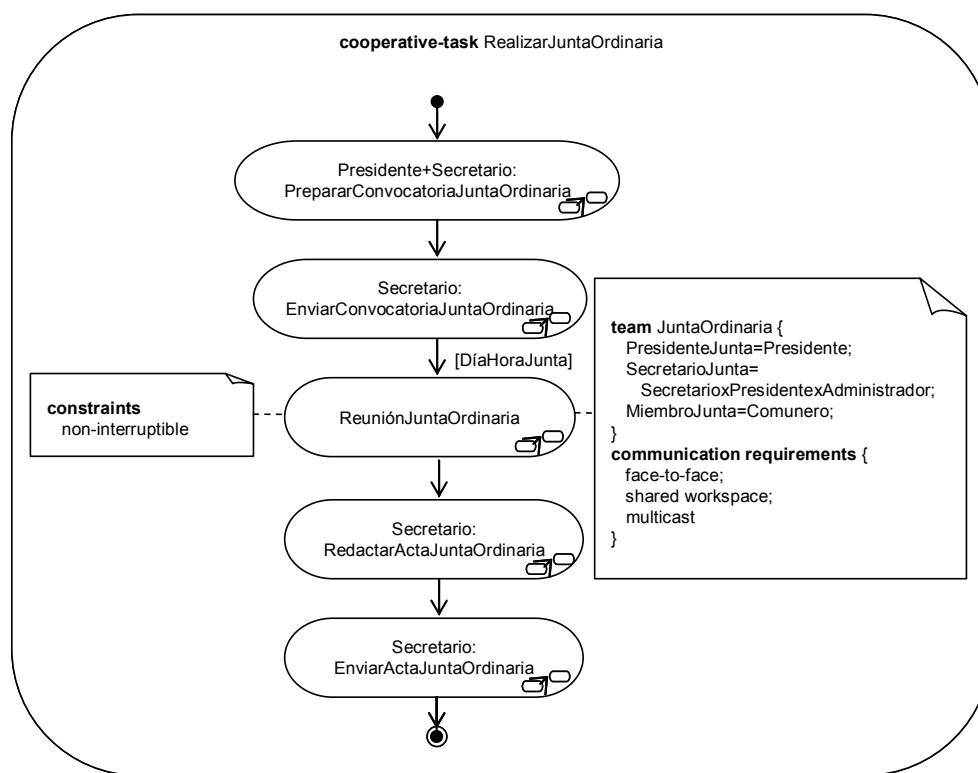 cooperative-task RealizarJuntaOrdinaria
Presidente+Secretario:
PrepararConvocatoriaJuntaOrdinaria
Secretario:
EnviarConvocatoriaJuntaOrdinaria
[DíaHoraJunta]
constraints
non-interruptible
ReuniónJuntaOrdinaria
team JuntaOrdinaria {
PresidenteJunta=Presidente;
SecretarioJunta=
SecretarioxPresidentexAdministrador;
MiembroJunta=Comunero;
}
communication requirements {
face-to-face;
shared workspace;
multicast
}
Secretario:
RedactarActaJuntaOrdinaria
Secretario:
EnviarActaJuntaOrdinaria